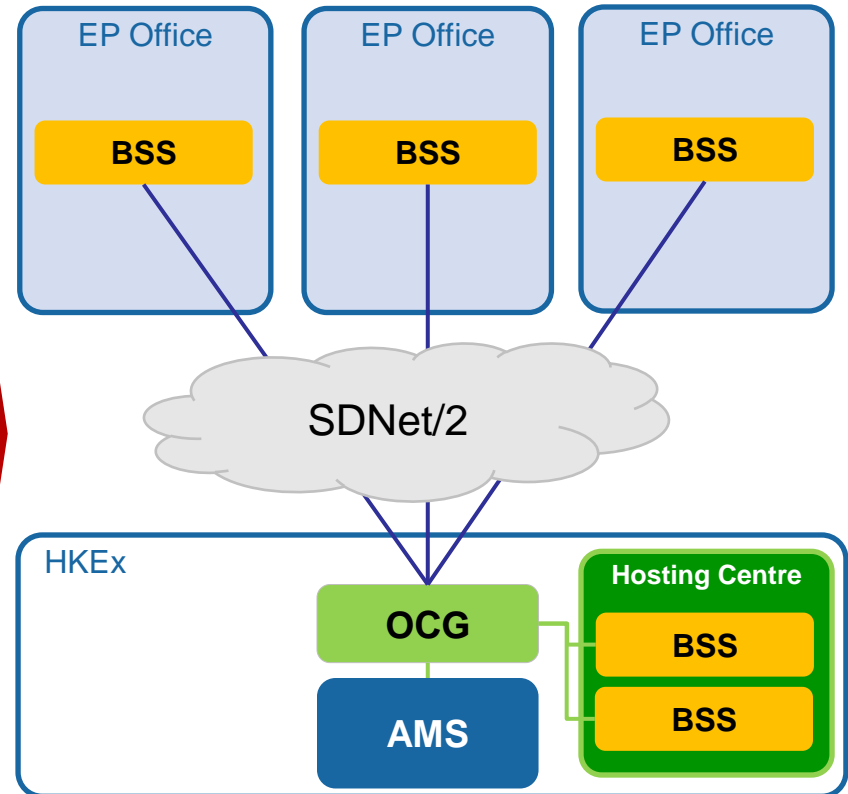 EP Office
EP Office
EP Office
BSS
BSS
BSS
SDNet/2
HKEx
Hosting Centre
OCG
BSS
BSS
AMS